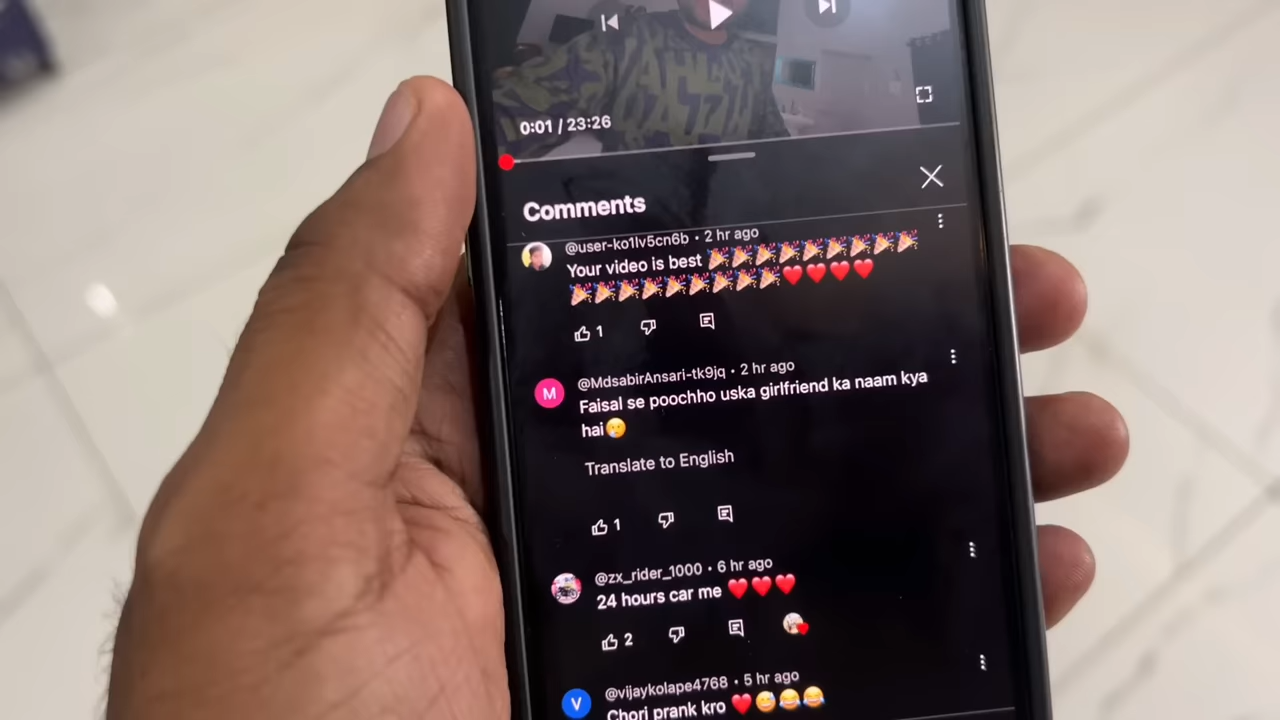 0:01 / 23:26
Comments
@user-ko1lv5cn6b • 2 hr ago
Your video is best 🎉🎉🎉🎉🎉🎉🎉🎉🎉
🎉🎉🎉🎉🎉🎉🎉🎉🎉❤️❤️❤️❤️
1
@MdsabirAnsari-tk9jq • 2 hr ago
Faisal se poochho uska girlfriend ka naam kya
hai😢
Translate to English
1
@zx_rider_1000 • 6 hr ago
24 hours car me ❤️❤️❤️
2
@vijaykolape4768 • 5 hr ago
V
Chori prank kro ❤️😅😂😂
M